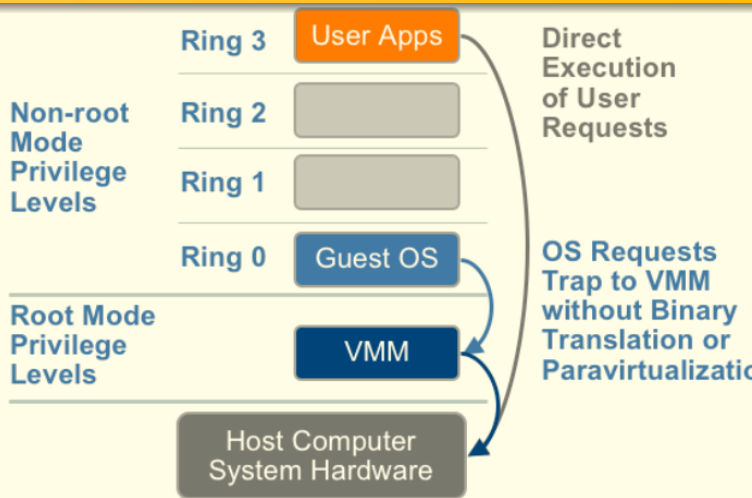 Ring 3
User Apps
Direct
Execution
of User
Requests
Non-root
Mode
Privilege
Levels
Ring 2
Ring 1
Ring 0
Guest OS
OS Requests
Trap to VMM
without Binary
Translation or
Paravirtualizatio
Root Mode
Privilege
Levels
VMM
Host Computer
System Hardware